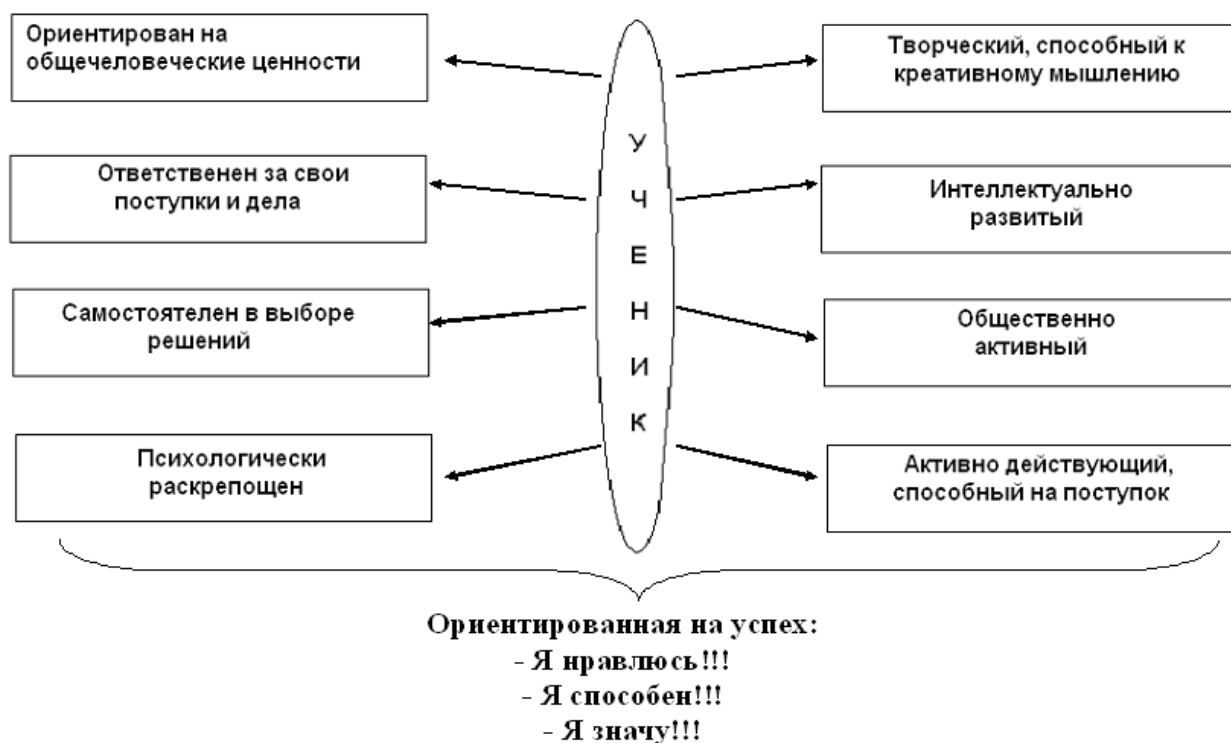 Ориентирован на
общечеловеческие ценности
Ответственен за свои
поступки и дела
Самостоятелен в выборе
решений
Психологически
раскрепощен
У
Ч
Е
Н
И
К
Творческий, способный к
креативному мышлению
Интеллектуально
развитый
Общественно
активный
Активно действующий,
способный на поступок
Ориентированная на успех:
- Я нравлюсь!!!
- Я способен!!!
- Я значу!!!